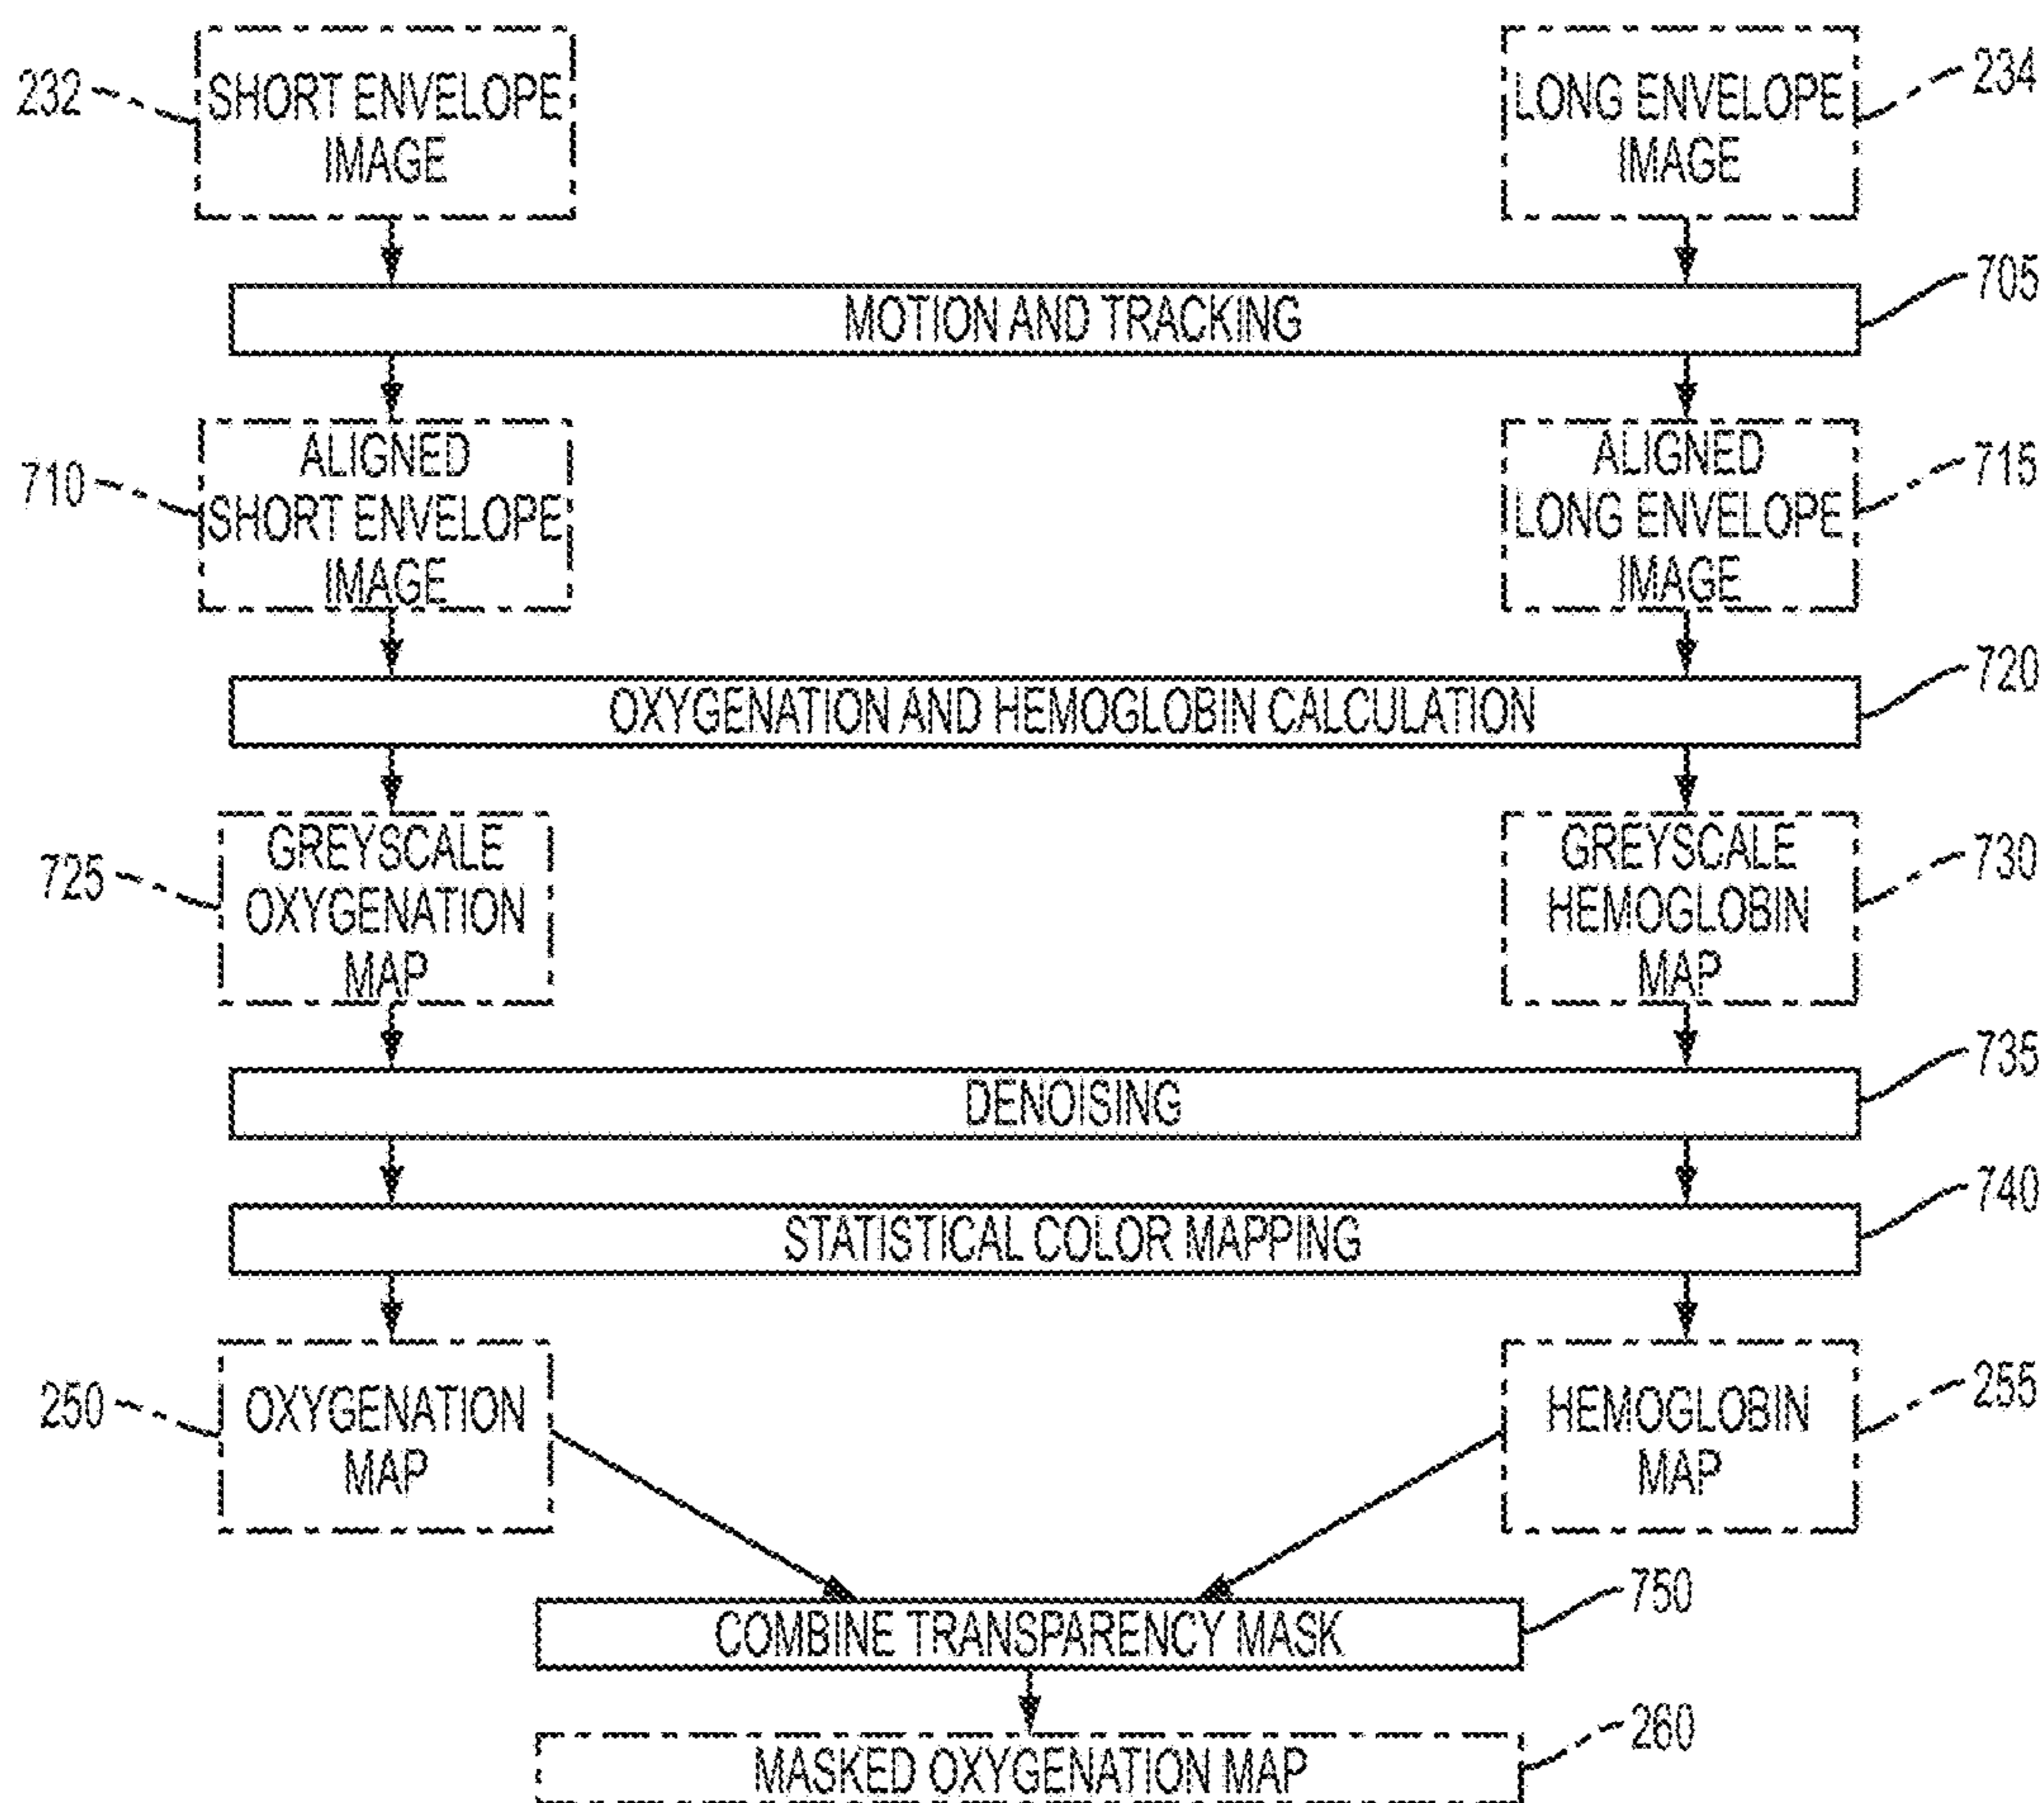 232
SHORT ENVELOPE
IMAGE
LONG ENVELOPE
IMAGE
234
MOTION AND TRACKING
705
710
ALIGNED
SHORT ENVELOPE
IMAGE
ALIGNED
LONG ENVELOPE
IMAGE
715
OXYGENATION AND HEMOGLOBIN CALCULATION
720
725
GREYSCALE
OXYGENATION
MAP
GREYSCALE
HEMOGLOBIN
MAP
730
DENOISING
735
STATISTICAL COLOR MAPPING
740
250
OXYGENATION
MAP
HEMOGLOBIN
MAP
255
COMBINE TRANSPARENCY MASK
750
MASKED OXYGENATION MAP
260